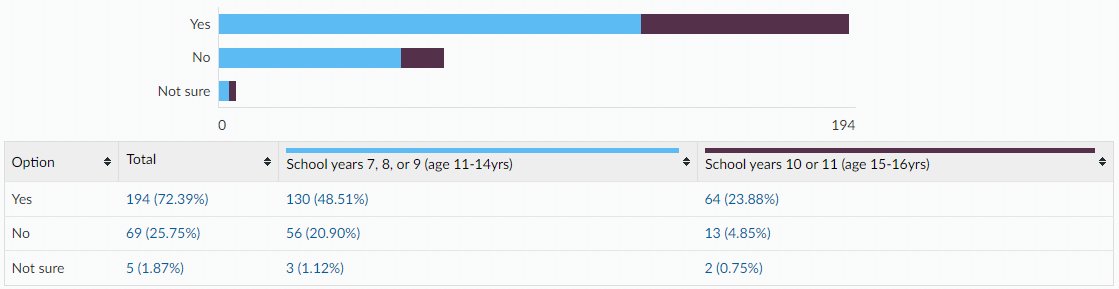 Yes
No
Not sure
0 194
Option Total School years 7, 8, or 9 (age 11-14yrs) School years 10 or 11 (age 15-16yrs)
Yes 194 (72.39%) 130 (48.51%) 64 (23.88%)
No 69 (25.75%) 56 (20.90%) 13 (4.85%)
Not sure 5 (1.87%) 3 (1.12%) 2 (0.75%)